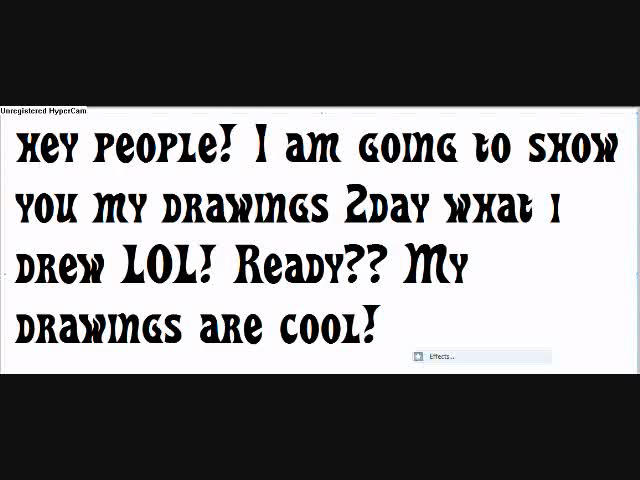 Unregistered HyperCam
Hey people! I am going to show
you my drawings 2day what i
drew LOL! Ready?? My
drawings are cool!
Effects...